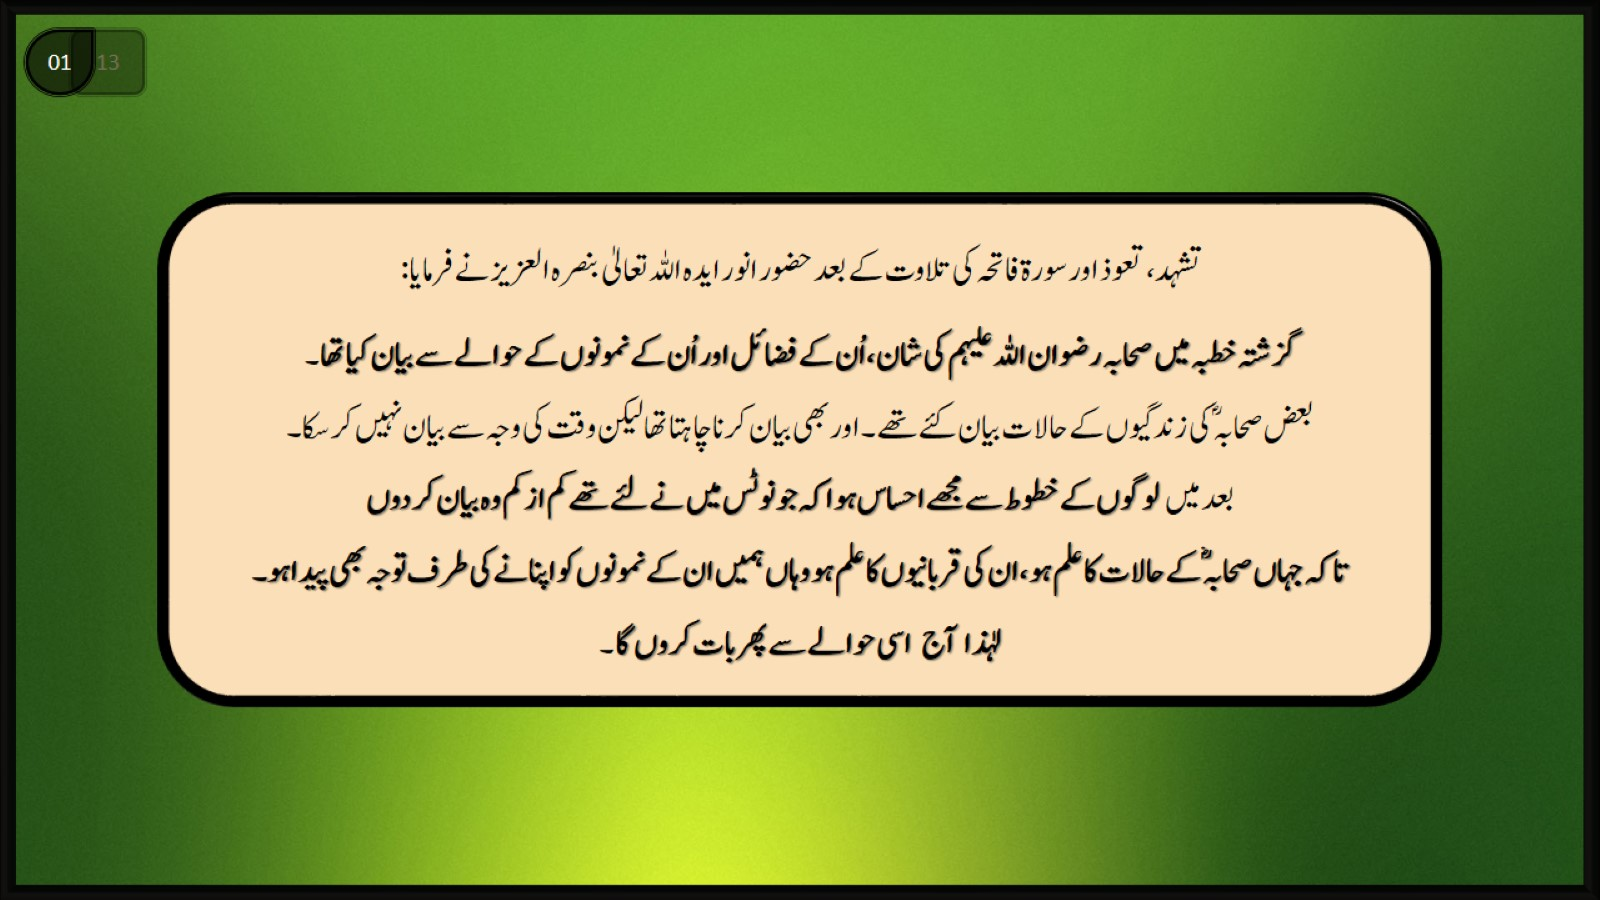 01 13
تشہد، تعوذ اور سورۃ فاتحہ کی تلاوت کے بعد حضور انور ایدہ اللہ تعالیٰ بنصرہ العزیز نے فرمایا:
گزشتہ خطبہ میں صحابہ رضوان اللہ علیہم کی شان، اُن کے فضائل اور اُن کے نمونوں کے حوالے سے بیان کیا تھا۔
بعض صحابہؓ کی زندگیوں کے حالات بیان کئے تھے۔ اور بھی بیان کرنا چاہتا تھا لیکن وقت کی وجہ سے بیان نہیں کر سکا۔
بعد میں لوگوں کے خطوط سے مجھے احساس ہوا کہ جو نوٹس میں نے لئے تھے کم از کم وہ بیان کر دوں
تا کہ جہاں صحابہؓ کے حالات کا علم ہو، ان کی قربانیوں کا علم ہو وہاں ہمیں ان کے نمونوں کو اپنانے کی طرف توجہ بھی پیدا ہو۔
لہٰذا آج اسی حوالے سے پھر بات کروں گا۔